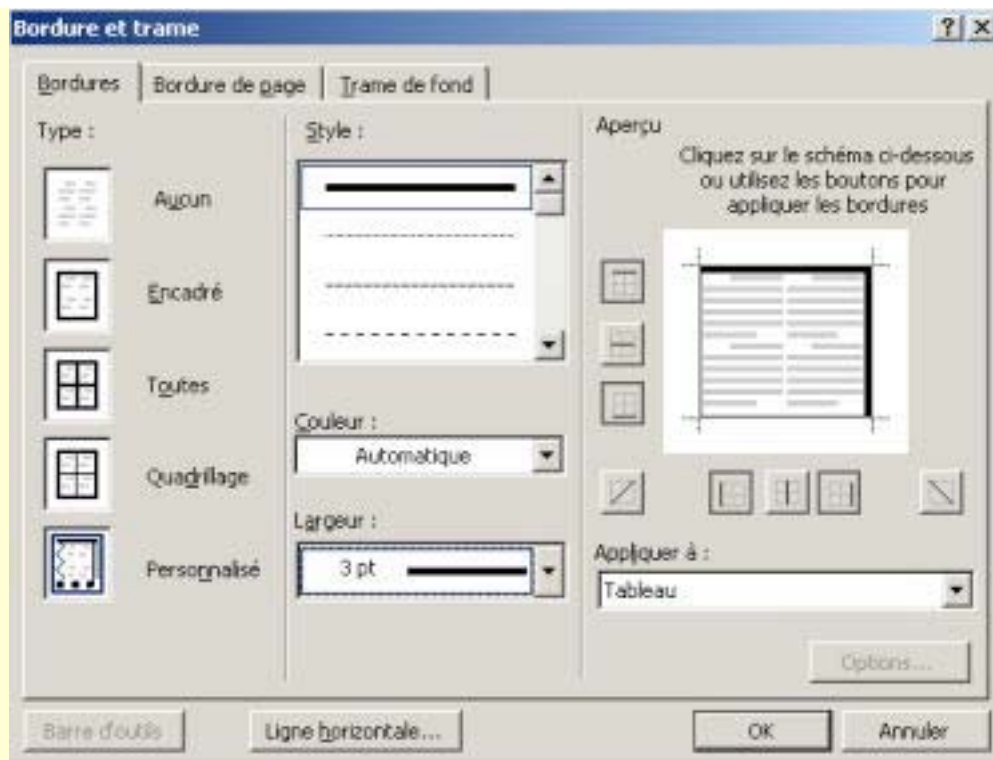 Bordure et trame
Bordures
Bordure de page
Trame de fond
Type :
Aucun
Encadré
Toutes
Quadrillage
Personnalisé
Style :
Couleur :
Automatique
Largeur :
3 pt
Aperçu
Cliquez sur le schéma ci-dessous
ou utilisez les boutons pour
appliquer les bordures
Appliquer à :
Tableau
Options...
Barre d'outils
Ligne horizontale...
OK
Annuler